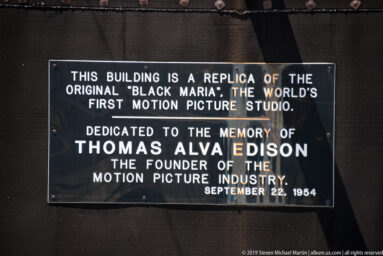 THIS BUILDING IS A REPLICA OF THE
ORIGINAL "BLACK MARIA", THE WORLD'S
FIRST MOTION PICTURE STUDIO.
DEDICATED TO THE MEMORY OF
THOMAS ALVA EDISON
THE FOUNDER OF THE
MOTION PICTURE INDUSTRY.
SEPTEMBER 22, 1954
© 2019 Steven Michael Martin | album.us.com | all rights reserved